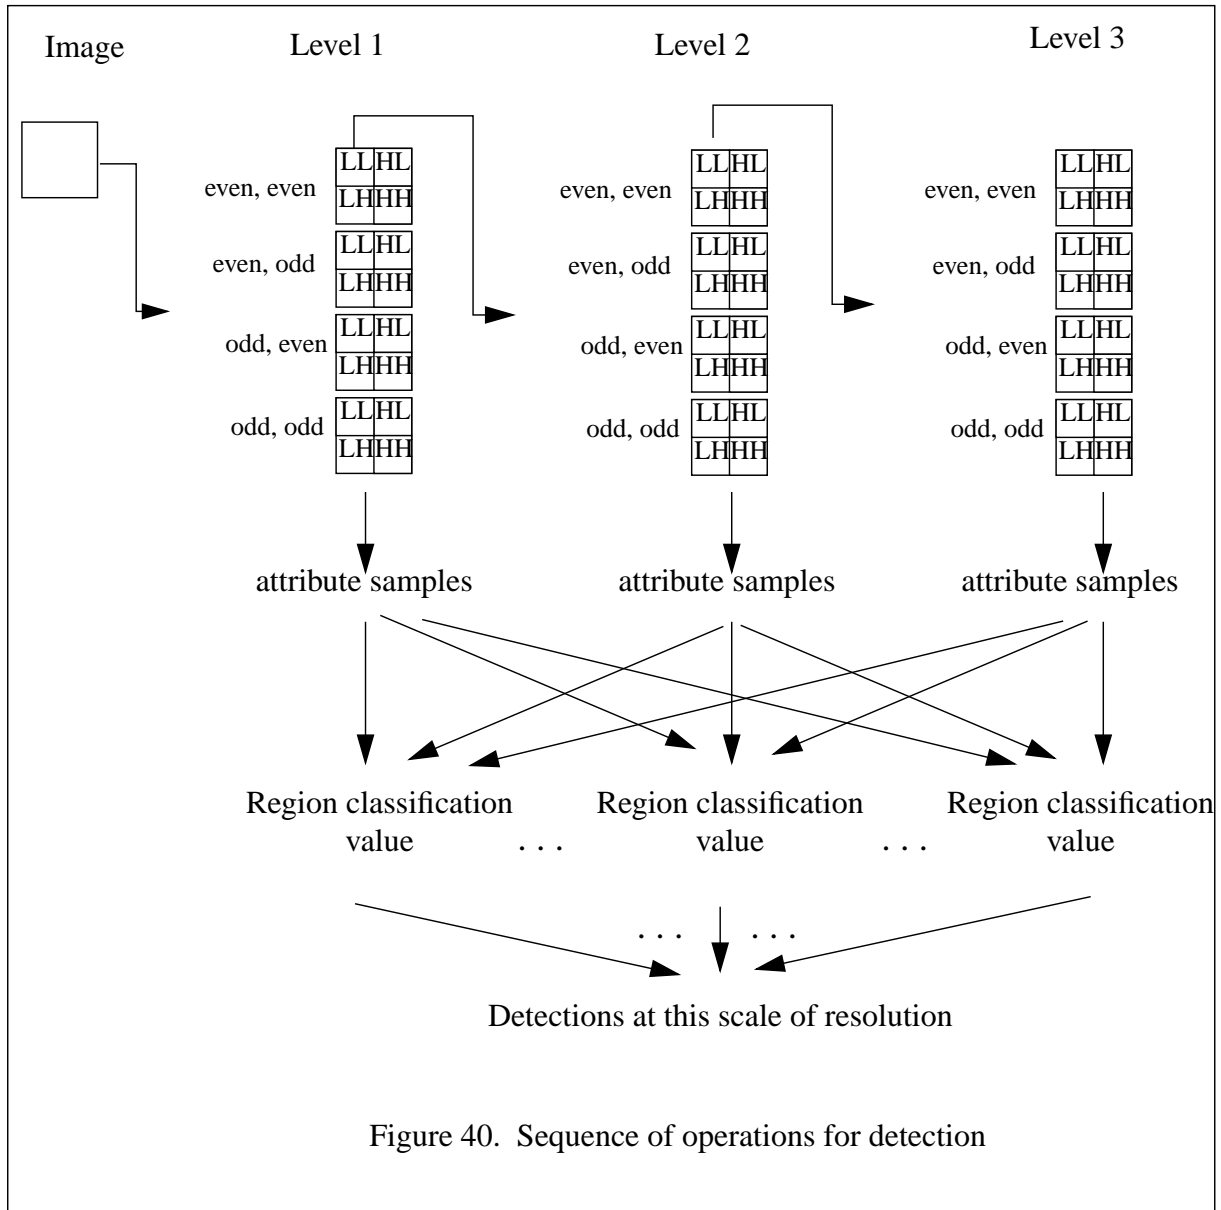 Image Level 1 Level 2 Level 3
LL HL LL HL LL HL
even, even even, even even, even
LH HH LH HH LH HH
LL HL LL HL LL HL
even, odd even, odd even, odd
LH HH LH HH LH HH
LL HL LL HL LL HL
odd, even odd, even odd, even
LH HH LH HH LH HH
LL HL LL HL LL HL
odd, odd odd, odd odd, odd
LH HH LH HH LH HH
attribute samples attribute samples attribute samples
Region classification Region classification Region classification
value . . . value . . . value
. . . . . .
Detections at this scale of resolution
Figure 40. Sequence of operations for detection